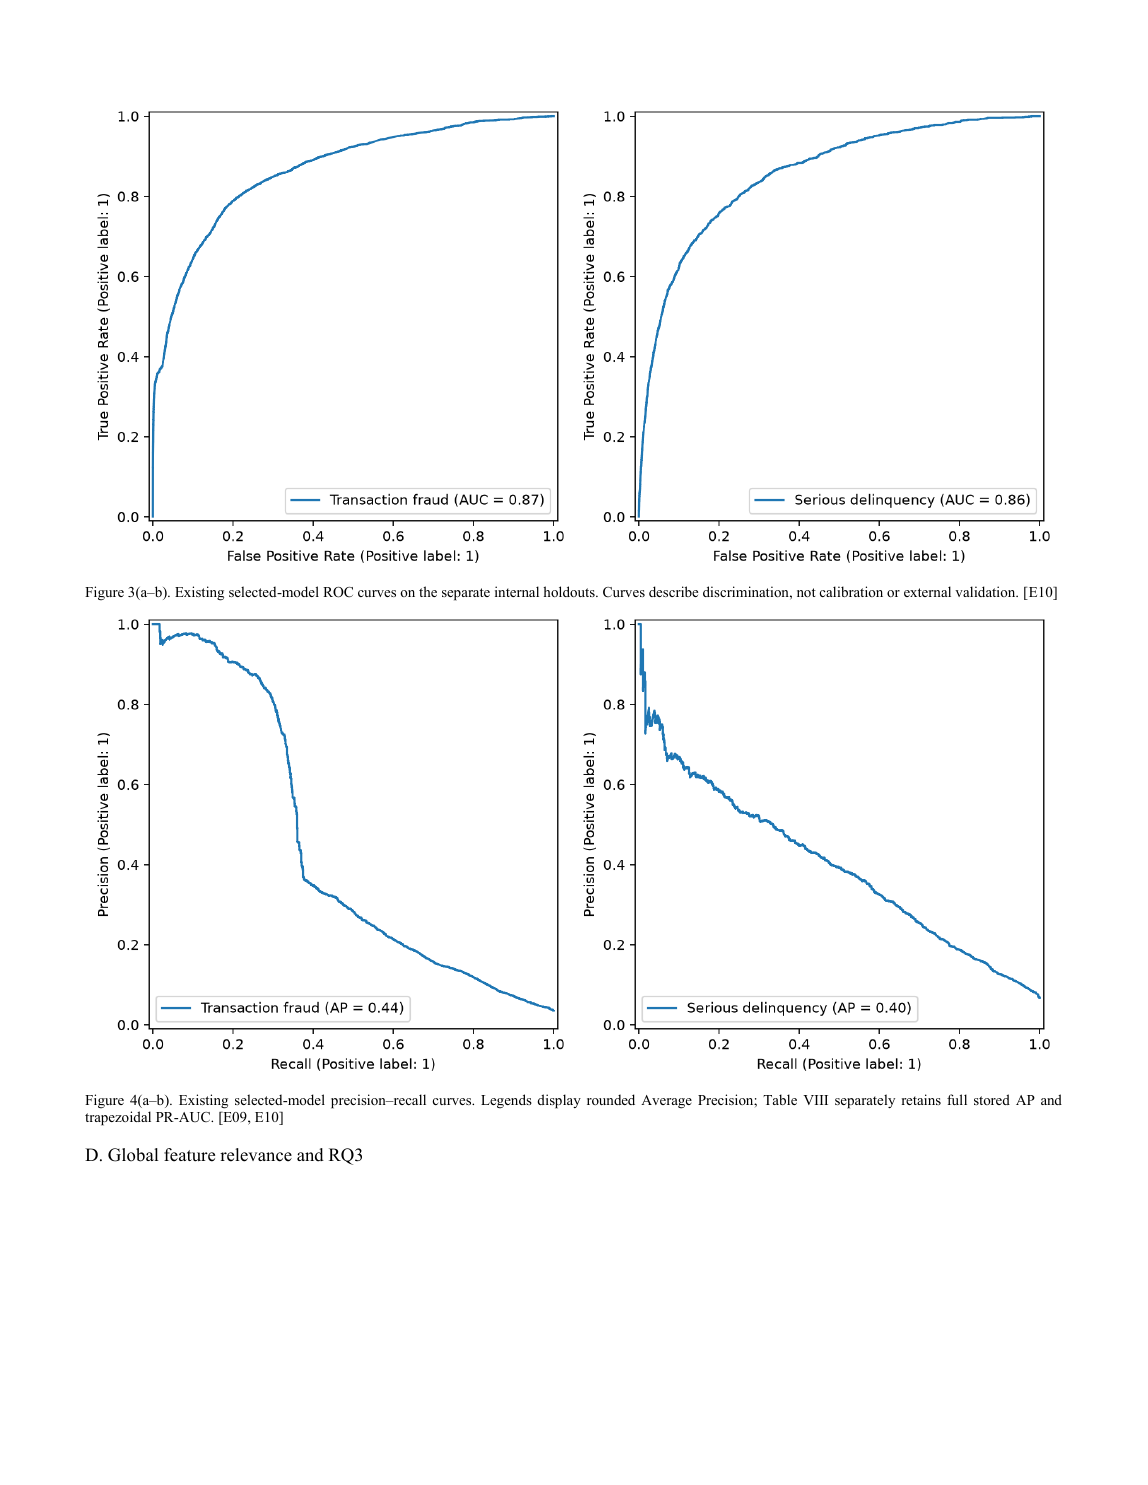 1.0
0.8
0.6
0.4
0.2
0.0
True Positive Rate (Positive label: 1)
Transaction fraud (AUC = 0.87)
0.0 0.2 0.4 0.6 0.8 1.0
False Positive Rate (Positive label: 1)
1.0
0.8
0.6
0.4
0.2
0.0
True Positive Rate (Positive label: 1)
Serious delinquency (AUC = 0.86)
0.0 0.2 0.4 0.6 0.8 1.0
False Positive Rate (Positive label: 1)
Figure 3(a–b). Existing selected-model ROC curves on the separate internal holdouts. Curves describe discrimination, not calibration or external validation. [E10]
1.0
0.8
0.6
0.4
0.2
0.0
Precision (Positive label: 1)
Transaction fraud (AP = 0.44)
0.0 0.2 0.4 0.6 0.8 1.0
Recall (Positive label: 1)
1.0
0.8
0.6
0.4
0.2
0.0
Precision (Positive label: 1)
Serious delinquency (AP = 0.40)
0.0 0.2 0.4 0.6 0.8 1.0
Recall (Positive label: 1)
Figure 4(a–b). Existing selected-model precision–recall curves. Legends display rounded Average Precision; Table VIII separately retains full stored AP and
trapezoidal PR-AUC. [E09, E10]
D. Global feature relevance and RQ3